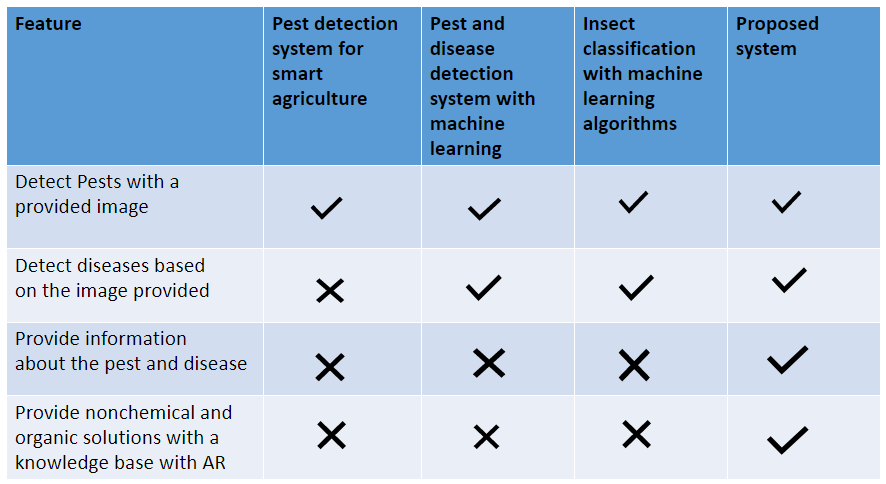 Feature
Pest detection
system for
smart
agriculture
Pest and
disease
detection
system with
machine
learning
Insect
classification
with machine
learning
algorithms
Proposed
system
Detect Pests with a
provided image
Detect diseases based
on the image provided
Provide information
about the pest and disease
Provide nonchemical and
organic solutions with a
knowledge base with AR